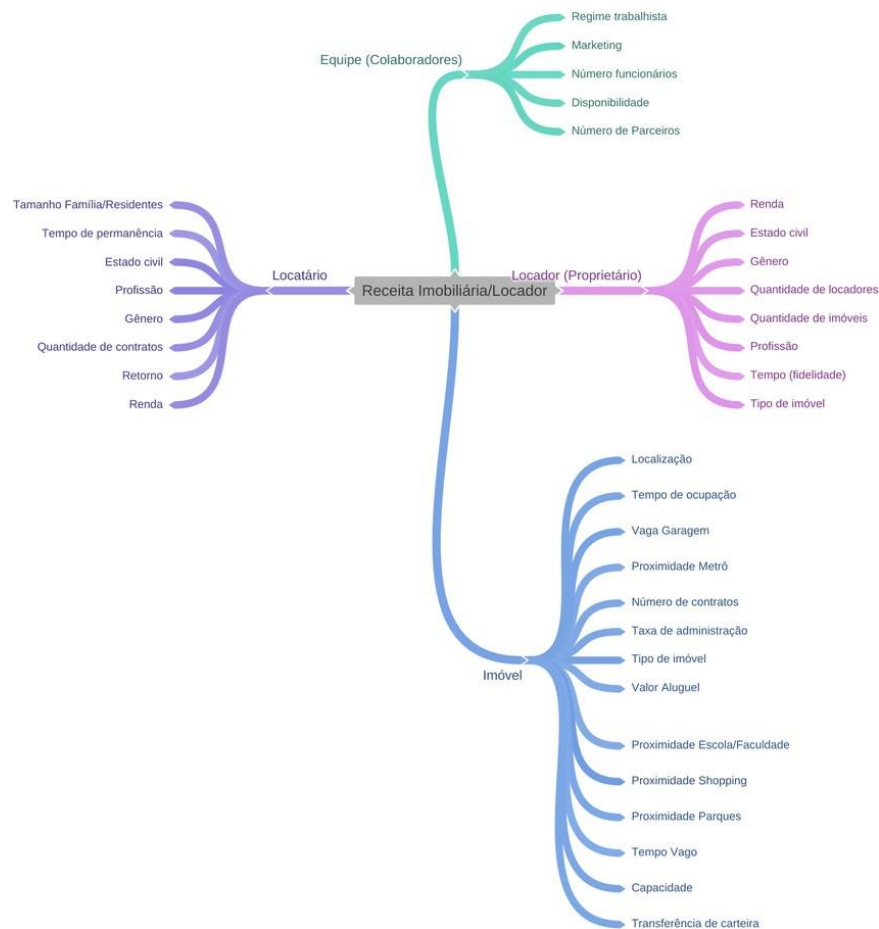 Regime trabalhista
Marketing
Equipe (Colaboradores)
Número funcionários
Disponibilidade
Número de Parceiros
Tamanho Família/Residentes
Tempo de permanência
Estado civil
Profissão
Gênero
Quantidade de contratos
Retorno
Renda
Locatário
Receita Imobiliária/Locador
Locador (Proprietário)
Renda
Estado civil
Gênero
Quantidade de locadores
Quantidade de imóveis
Profissão
Tempo (fidelidade)
Tipo de imóvel
Imóvel
Localização
Tempo de ocupação
Vaga Garagem
Proximidade Metrô
Número de contratos
Taxa de administração
Tipo de imóvel
Valor Aluguel
Proximidade Escola/Faculdade
Proximidade Shopping
Proximidade Parques
Tempo Vago
Capacidade
Transferência de carteira